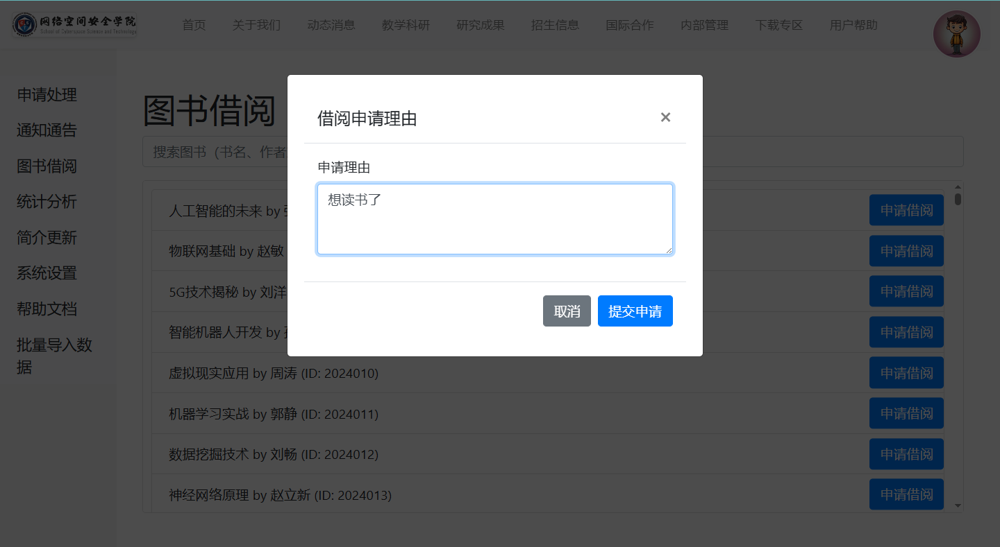 网络空间安全学院
School of Cyberspace Science and Technology
首页 关于我们 动态消息 教学科研 研究成果 招生信息 国际合作 内部管理 下载专区 用户帮助
申请处理
通知通告
图书借阅
统计分析
简介更新
系统设置
帮助文档
批量导入数
据
图书借阅
搜索图书（书名、作者
人工智能的未来 by 申请借阅
物联网基础 by 赵敏 申请借阅
5G技术揭秘 by 刘洋 申请借阅
智能机器人开发 by 申请借阅
虚拟现实应用 by 周涛 (ID: 2024010) 申请借阅
机器学习实战 by 郭静 (ID: 2024011) 申请借阅
数据挖掘技术 by 刘畅 (ID: 2024012) 申请借阅
神经网络原理 by 赵立新 (ID: 2024013) 申请借阅
借阅申请理由 ×
申请理由
想读书了
取消 提交申请